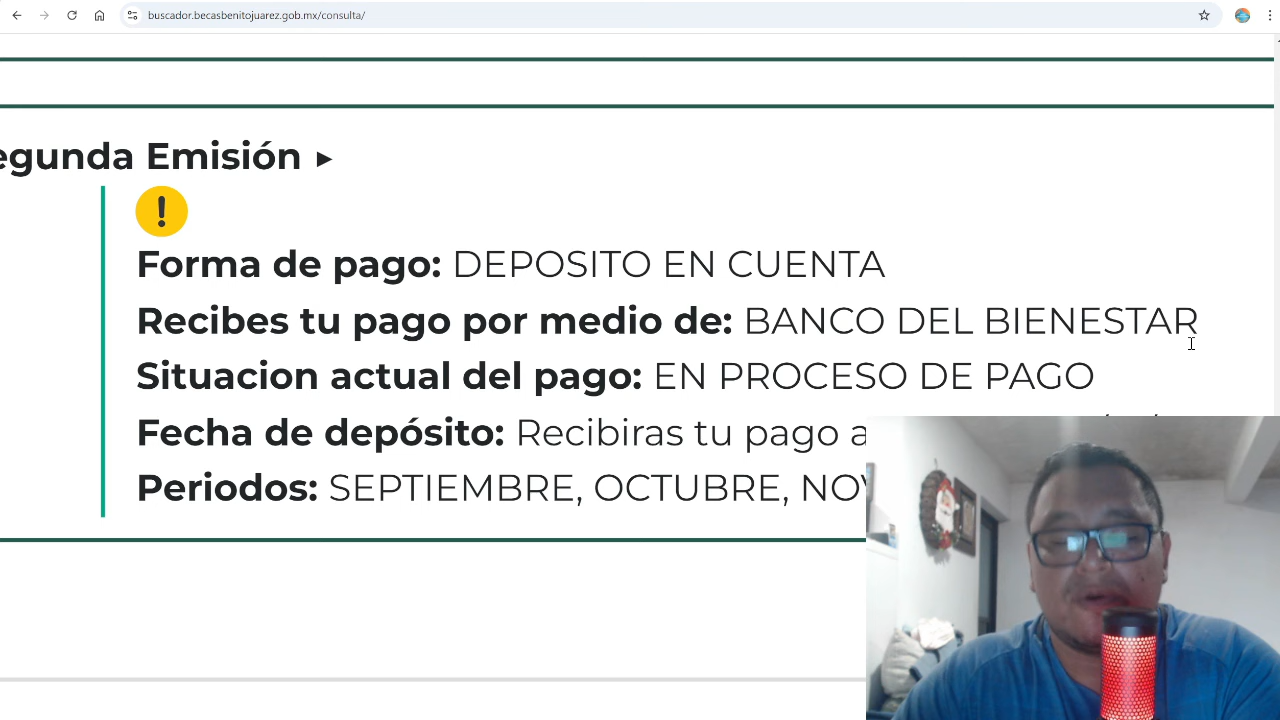 buscador.becasbenitojuarez.gob.mx/consulta/
egunda Emisión ▸
Forma de pago: DEPOSITO EN CUENTA
Recibes tu pago por medio de: BANCO DEL BIENESTAR
Situacion actual del pago: EN PROCESO DE PAGO
Fecha de depósito: Recibiras tu pago a
Periodos: SEPTIEMBRE, OCTUBRE, NOV